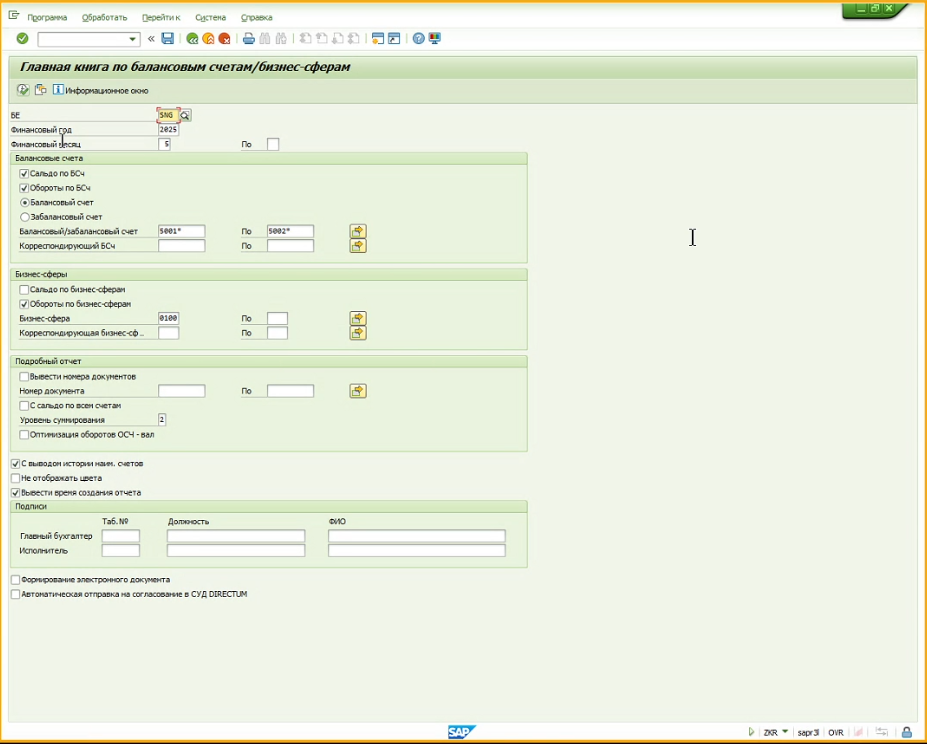 Программа Обработать Перейти к Система Справка
Главная книга по балансовым счетам/бизнес-сферам
Информационное окно
БЕ SNG
Финансовый год 2025
Финансовый месяц 5 По
Балансовые счета
Сальдо по БСч
Обороты по БСч
Балансовый счет
Забалансовый счет
Балансовый/забалансовый счет 5001* По 5002*
Корреспондирующий БСч По
Бизнес-сферы
Сальдо по бизнес-сферам
Обороты по бизнес-сферам
Бизнес-сфера 0100 По
Корреспондирующая бизнес-сф .. По
Подробный отчет
Вывести номера документов
Номер документа По
С сальдо по всем счетам
Уровень суммирования 2
Оптимизация оборотов ОСЧ - вал
С выводом истории наим. счетов
Не отображать цвета
Вывести время создания отчета
Подписи
Таб.№ Должность ФИО
Главный бухгалтер
Исполнитель
Формирование электронного документа
Автоматическая отправка на согласование в СУД DIRECTUM
SAP ZKR sapr3l OVR